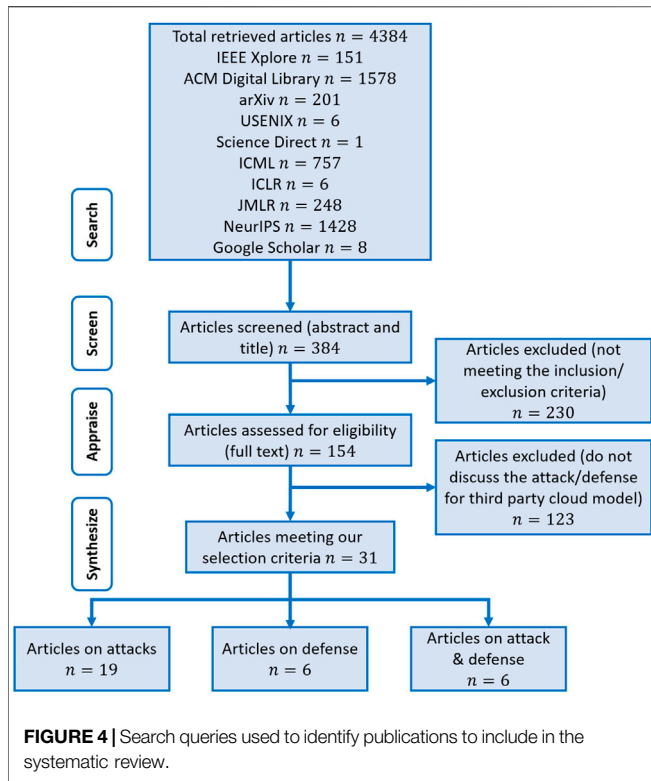 Total retrieved articles n = 4384
IEEE Xplore n = 151
ACM Digital Library n = 1578
arXiv n = 201
USENIX n = 6
Science Direct n = 1
ICML n = 757
ICLR n = 6
JMLR n = 248
NeurIPS n = 1428
Google Scholar n = 8
Search
Screen
Articles screened (abstract and
title) n = 384
Articles excluded (not
meeting the inclusion/
exclusion criteria)
n = 230
Appraise
Articles assessed for eligibility
(full text) n = 154
Articles excluded (do not
discuss the attack/defense
for third party cloud model)
n = 123
Synthesize
Articles meeting our
selection criteria n = 31
Articles on attacks
n = 19
Articles on defense
n = 6
Articles on attack
& defense
n = 6
FIGURE 4 | Search queries used to identify publications to include in the
systematic review.